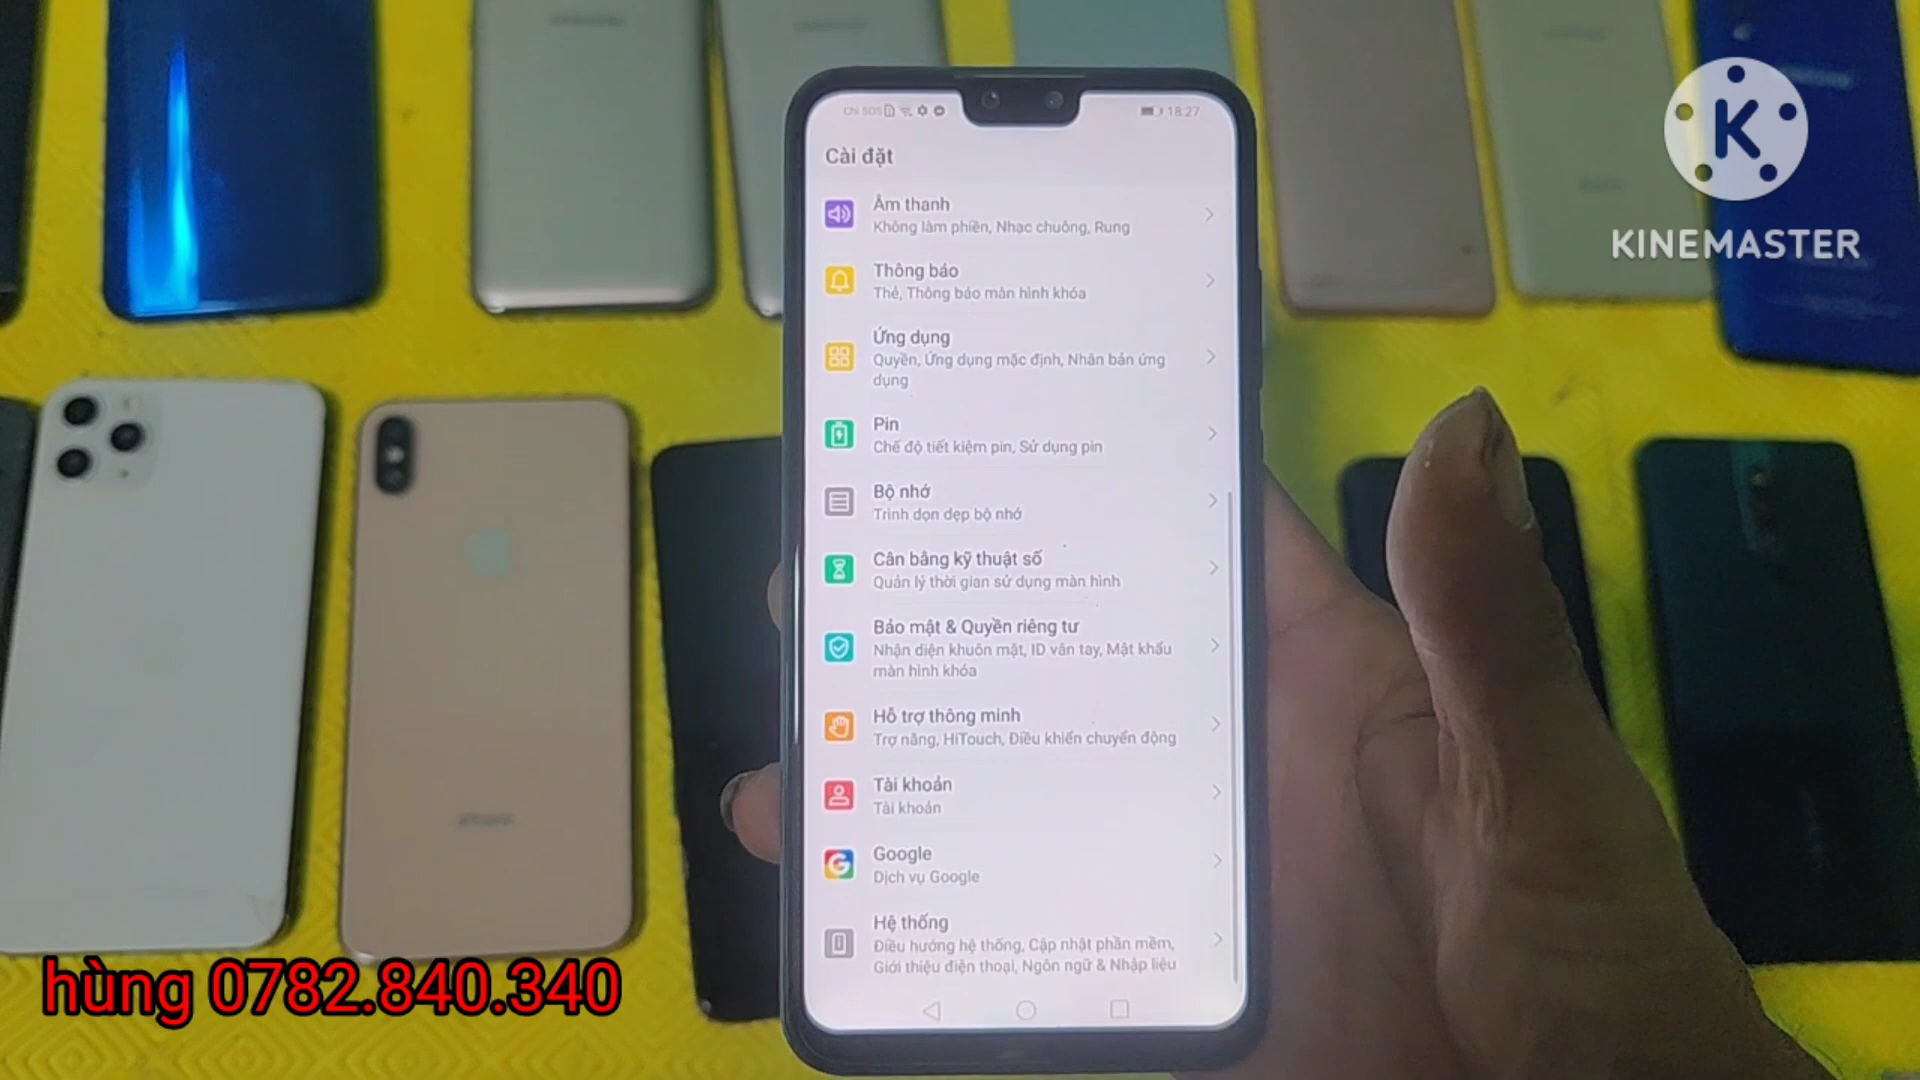 Chỉ SOS
18:27
Cài đặt
Âm thanh
Không làm phiền, Nhạc chuông, Rung
Thông báo
Thẻ, Thông báo màn hình khóa
Ứng dụng
Quyền, Ứng dụng mặc định, Nhân bản ứng
dụng
Pin
Chế độ tiết kiệm pin, Sử dụng pin
Bộ nhớ
Trình dọn dẹp bộ nhớ
Cân bằng kỹ thuật số
Quản lý thời gian sử dụng màn hình
Bảo mật & Quyền riêng tư
Nhận diện khuôn mặt, ID vân tay, Mật khẩu
màn hình khóa
Hỗ trợ thông minh
Trợ năng, HiTouch, Điều khiển chuyển động
Tài khoản
Tài khoản
Google
Dịch vụ Google
Hệ thống
Điều hướng hệ thống, Cập nhật phần mềm,
Giới thiệu điện thoại, Ngôn ngữ & Nhập liệu
K
KINEMASTER
hùng 0782.840.340